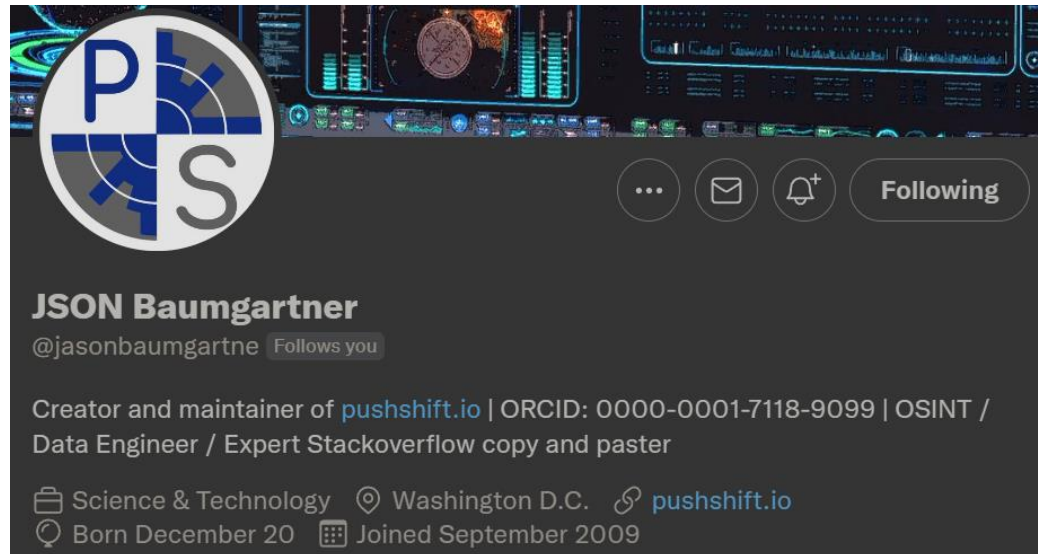 P
S
Following
JSON Baumgartner
@jasonbaumgartne Follows you
Creator and maintainer of pushshift.io | ORCID: 0000-0001-7118-9099 | OSINT /
Data Engineer / Expert Stackoverflow copy and paster
Science & Technology Washington D.C. pushshift.io
Born December 20 Joined September 2009